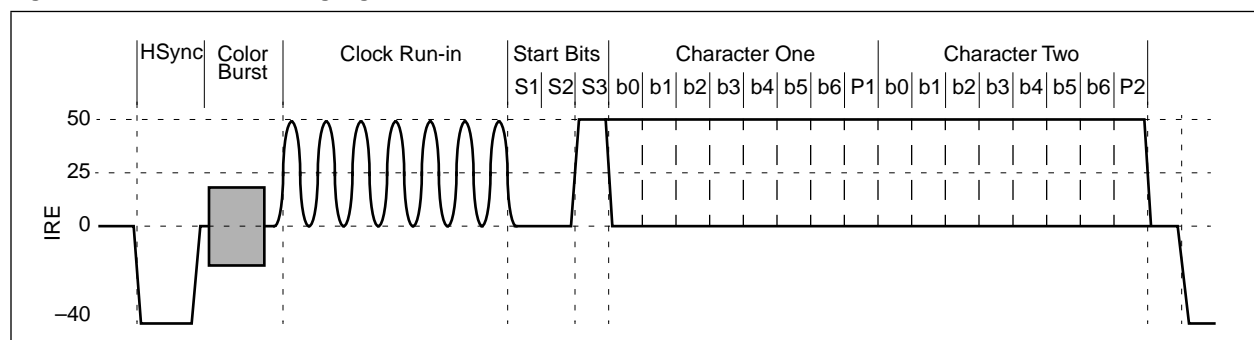 HSync Color Burst Clock Run-in Start Bits Character One Character Two
S1 S2 S3 b0 b1 b2 b3 b4 b5 b6 P1 b0 b1 b2 b3 b4 b5 b6 P2
50
25
0
–40
IRE